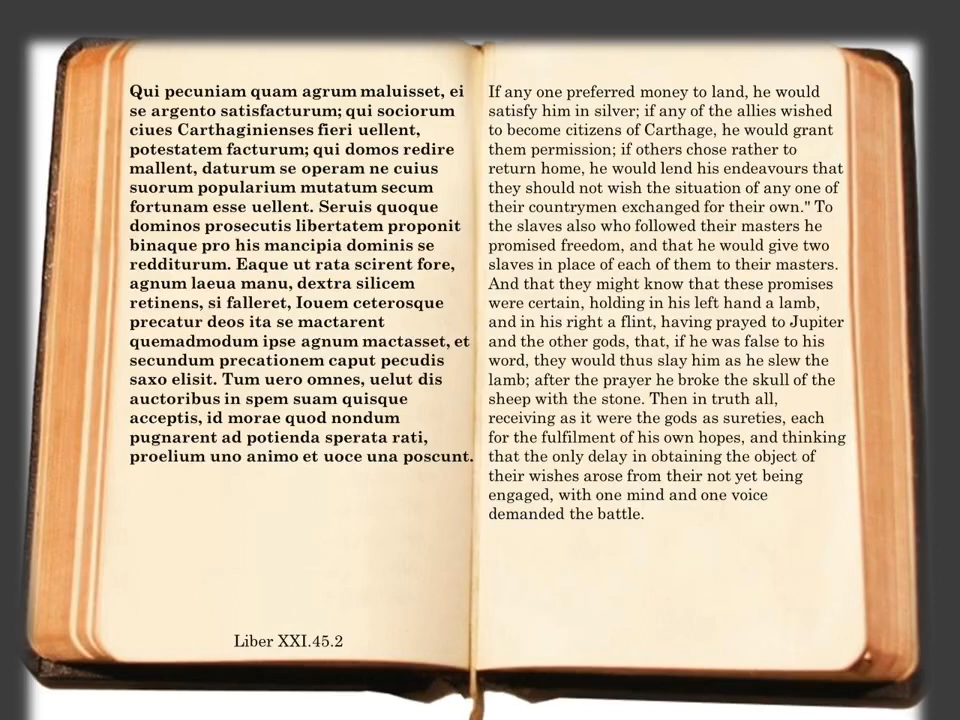 Qui pecuniam quam agrum maluisset, ei
se argento satisfacturum; qui sociorum
ciues Carthaginienses fieri uellent,
potestatem facturum; qui domos redire
mallent, daturum se operam ne cuius
suorum popularium mutatum secum
fortunam esse uellent. Seruis quoque
dominos prosecutis libertatem proponit
binaque pro his mancipia dominis se
redditurum. Eaque ut rata scirent fore,
agnum laeua manu, dextra silicem
retinens, si falleret, Iouem ceterosque
precatur deos ita se mactarent
quemadmodum ipse agnum mactasset, et
secundum precationem caput pecudis
saxo elisit. Tum uero omnes, uelut dis
auctoribus in spem suam quisque
acceptis, id morae quod nondum
pugnarent ad potienda sperata rati,
proelium uno animo et uoce una poscunt.
Liber XXI.45.2
If any one preferred money to land, he would
satisfy him in silver; if any of the allies wished
to become citizens of Carthage, he would grant
them permission; if others chose rather to
return home, he would lend his endeavours that
they should not wish the situation of any one of
their countrymen exchanged for their own." To
the slaves also who followed their masters he
promised freedom, and that he would give two
slaves in place of each of them to their masters.
And that they might know that these promises
were certain, holding in his left hand a lamb,
and in his right a flint, having prayed to Jupiter
and the other gods, that, if he was false to his
word, they would thus slay him as he slew the
lamb; after the prayer he broke the skull of the
sheep with the stone. Then in truth all,
receiving as it were the gods as sureties, each
for the fulfilment of his own hopes, and thinking
that the only delay in obtaining the object of
their wishes arose from their not yet being
engaged, with one mind and one voice
demanded the battle.